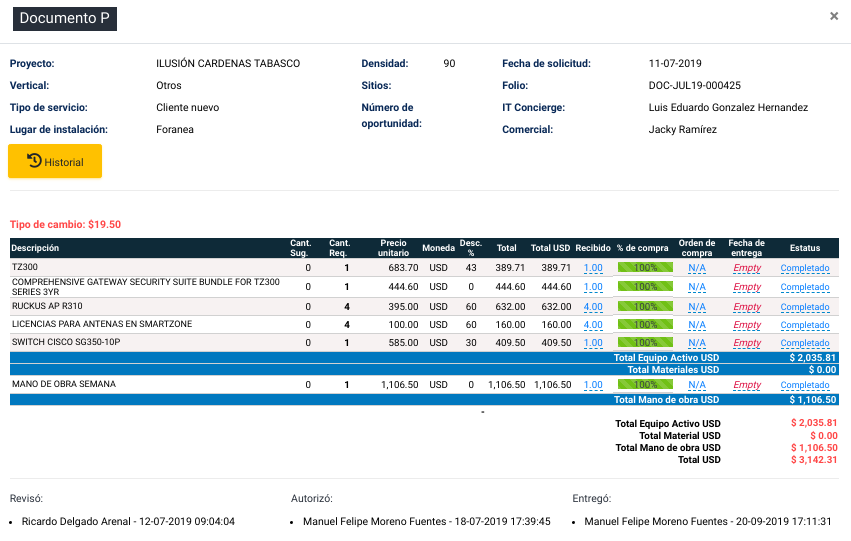 Documento P
×
Proyecto: ILUSIÓN CARDENAS TABASCO Densidad: 90 Fecha de solicitud: 11-07-2019
Vertical: Otros Sitios: Folio: DOC-JUL19-000425
Tipo de servicio: Cliente nuevo Número de oportunidad: IT Concierge: Luis Eduardo Gonzalez Hernandez
Lugar de instalación: Foranea Comercial: Jacky Ramírez
Historial
Tipo de cambio: $19.50
Descripción Cant. Sug. Cant. Req. Precio unitario Moneda Desc. % Total Total USD Recibido % de compra Orden de compra Fecha de entrega Estatus
TZ300 0 1 683.70 USD 43 389.71 389.71 1.00 100% N/A Empty Completado
COMPREHENSIVE GATEWAY SECURITY SUITE BUNDLE FOR TZ300 SERIES 3YR 0 1 444.60 USD 0 444.60 444.60 1.00 100% N/A Empty Completado
RUCKUS AP R310 0 4 395.00 USD 60 632.00 632.00 4.00 100% N/A Empty Completado
LICENCIAS PARA ANTENAS EN SMARTZONE 0 4 100.00 USD 60 160.00 160.00 4.00 100% N/A Empty Completado
SWITCH CISCO SG350-10P 0 1 585.00 USD 30 409.50 409.50 1.00 100% N/A Empty Completado
Total Equipo Activo USD $ 2,035.81
Total Materiales USD $ 0.00
MANO DE OBRA SEMANA 0 1 1,106.50 USD 0 1,106.50 1,106.50 1.00 100% N/A Empty Completado
Total Mano de obra USD $ 1,106.50
-
Total Equipo Activo USD $ 2,035.81
Total Material USD $ 0.00
Total Mano de obra USD $ 1,106.50
Total USD $ 3,142.31
Revisó: Autorizó: Entregó:
• Ricardo Delgado Arenal - 12-07-2019 09:04:04 • Manuel Felipe Moreno Fuentes - 18-07-2019 17:39:45 • Manuel Felipe Moreno Fuentes - 20-09-2019 17:11:31